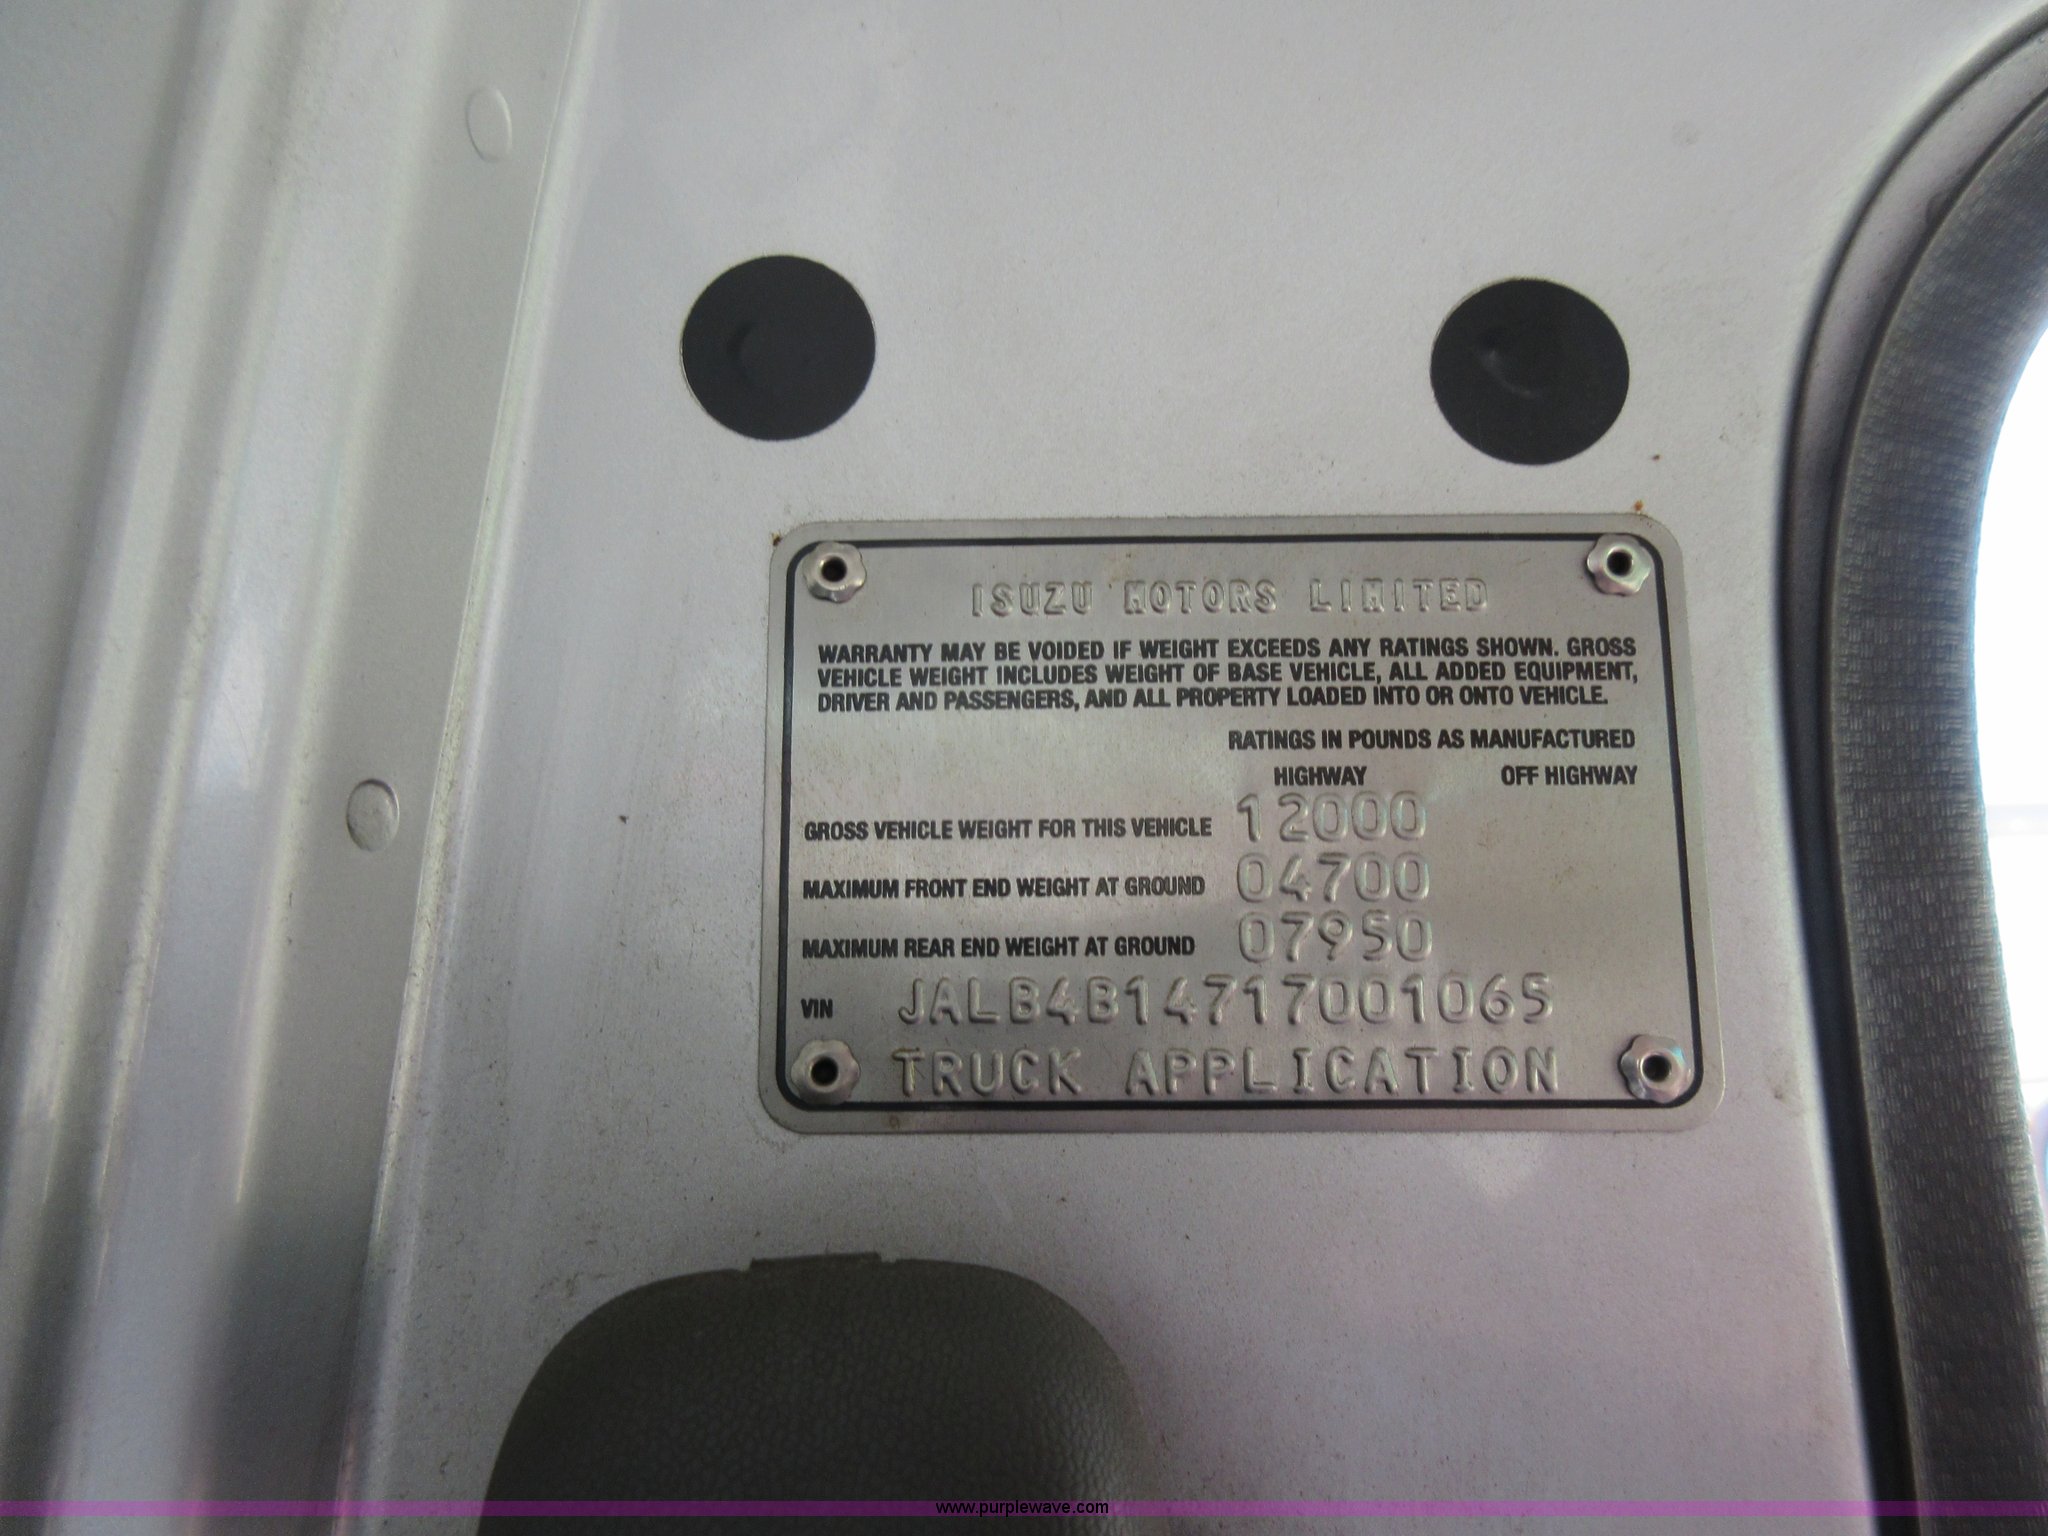 ISUZU MOTORS LIMITED
WARRANTY MAY BE VOIDED IF WEIGHT EXCEEDS ANY RATINGS SHOWN. GROSS
VEHICLE WEIGHT INCLUDES WEIGHT OF BASE VEHICLE, ALL ADDED EQUIPMENT,
DRIVER AND PASSENGERS, AND ALL PROPERTY LOADED INTO OR ONTO VEHICLE.
RATINGS IN POUNDS AS MANUFACTURED
HIGHWAY OFF HIGHWAY
GROSS VEHICLE WEIGHT FOR THIS VEHICLE 12000
MAXIMUM FRONT END WEIGHT AT GROUND 04700
MAXIMUM REAR END WEIGHT AT GROUND 07950
VIN JALB4B14717001065
TRUCK APPLICATION
www.purplewave.com